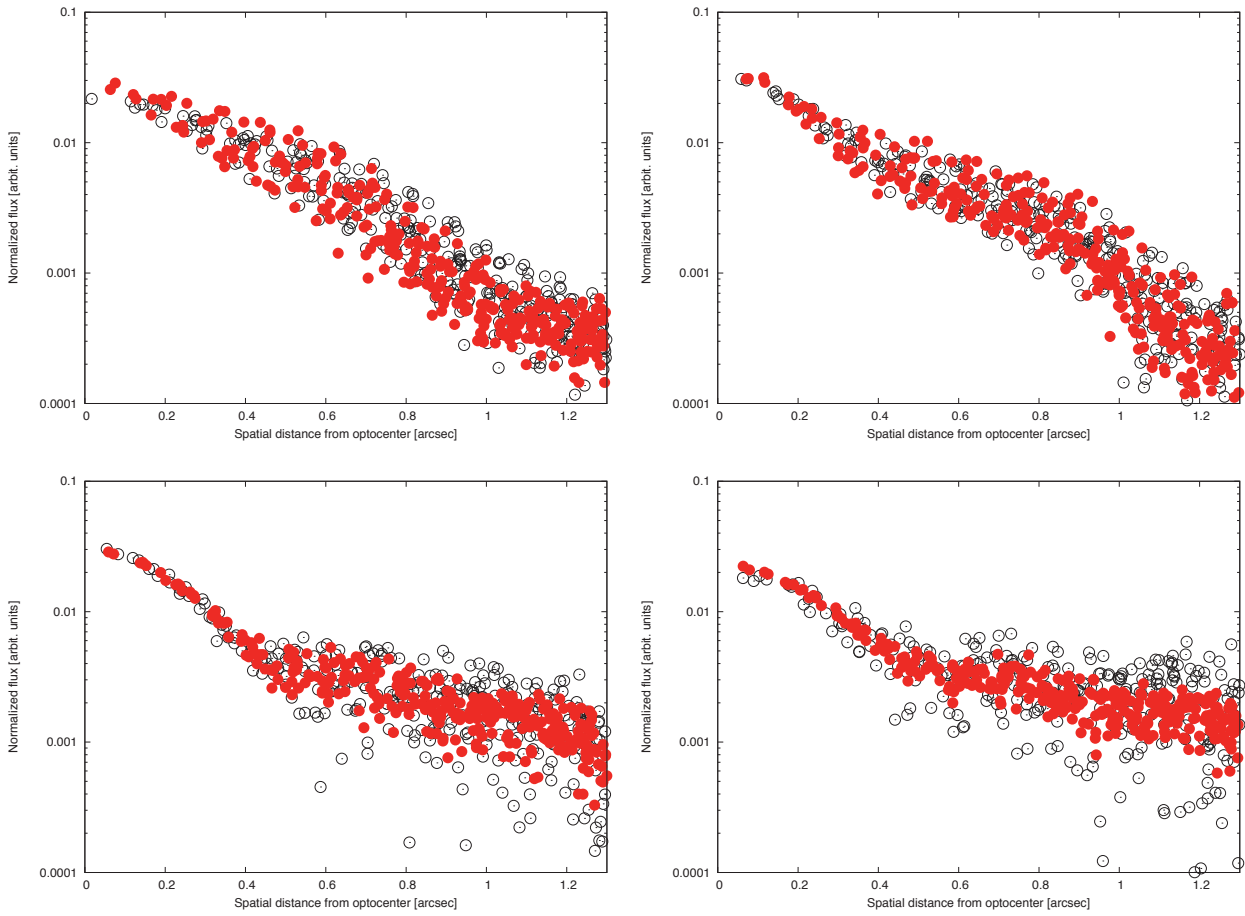 0.1
0.01
0.001
0.0001
Normalized flux [arbit. units]
0 0.2 0.4 0.6 0.8 1 1.2
Spatial distance from optocenter [arcsec]
0.1
0.01
0.001
0.0001
Normalized flux [arbit. units]
0 0.2 0.4 0.6 0.8 1 1.2
Spatial distance from optocenter [arcsec]
0.1
0.01
0.001
0.0001
Normalized flux [arbit. units]
0 0.2 0.4 0.6 0.8 1 1.2
Spatial distance from optocenter [arcsec]
0.1
0.01
0.001
0.0001
Normalized flux [arbit. units]
0 0.2 0.4 0.6 0.8 1 1.2
Spatial distance from optocenter [arcsec]